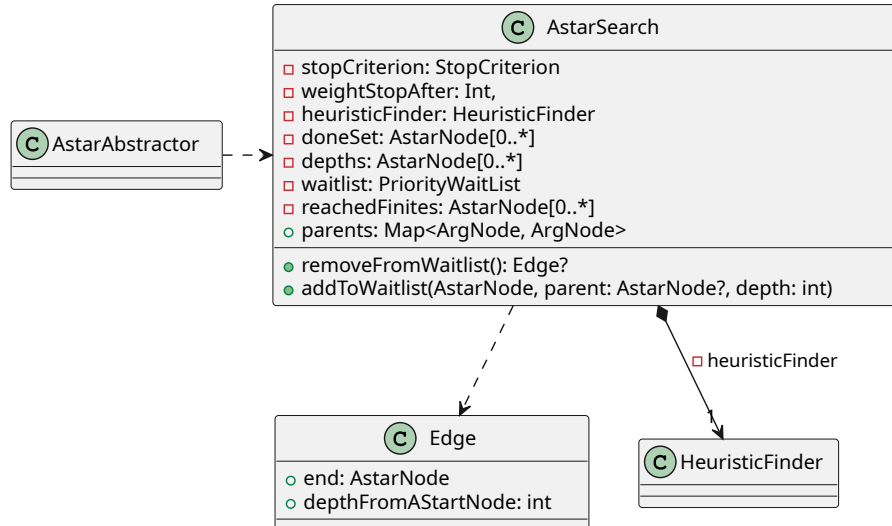 C AstarSearch
stopCriterion: StopCriterion
weightStopAfter: Int,
heuristicFinder: HeuristicFinder
doneSet: AstarNode[0..*]
depths: AstarNode[0..*]
waitlist: PriorityWaitList
reachedFinites: AstarNode[0..*]
parents: Map<ArgNode, ArgNode>
removeFromWaitlist(): Edge?
addToWaitlist(AstarNode, parent: AstarNode?, depth: int)
C AstarAbstractor
heuristicFinder
1
C Edge
end: AstarNode
depthFromAStartNode: int
C HeuristicFinder